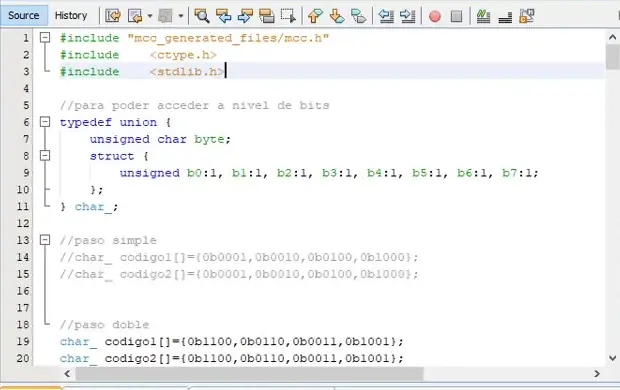 Source History
1 #include "mcc_generated_files/mcc.h"
2 #include    <ctype.h>
3 #include    <stdlib.h>
4
5 //para poder acceder a nivel de bits
6 typedef union {
7     unsigned char byte;
8     struct {
9         unsigned b0:1, b1:1, b2:1, b3:1, b4:1, b5:1, b6:1, b7:1;
10     };
11 } char_;
12
13 //paso simple
14 //char_ codigo1[]={0b0001,0b0010,0b0100,0b1000};
15 //char_ codigo2[]={0b0001,0b0010,0b0100,0b1000};
16
17
18 //paso doble
19 char_ codigo1[]={0b1100,0b0110,0b0011,0b1001};
20 char_ codigo2[]={0b1100,0b0110,0b0011,0b1001};